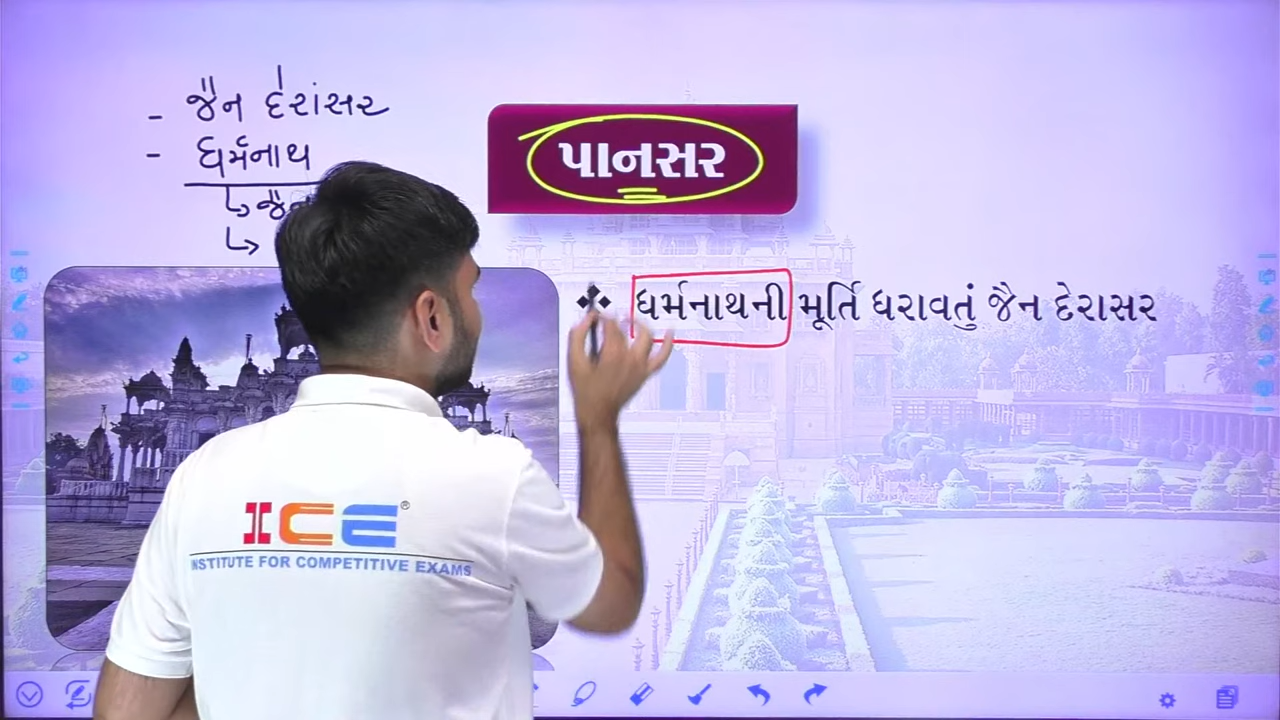 - જૈન દેરાંસર
- ધર્મનાથ
↳ જૈન
↳
પાનસર
❖ ધર્મનાથની મૂર્તિ ધરાવતું જૈન દેરાસર
ICE®
INSTITUTE FOR COMPETITIVE EXAMS